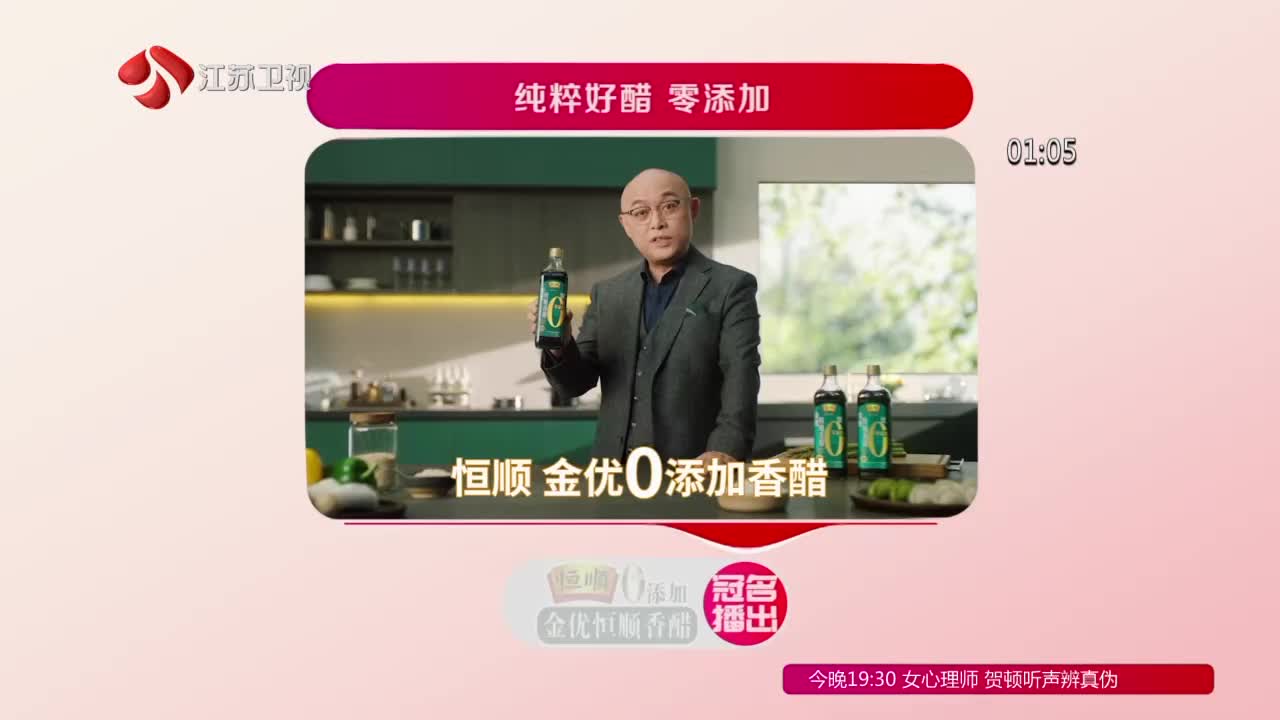 江苏卫视
纯粹好醋 零添加
01:05
恒顺 金优0添加香醋
恒顺 0添加
金优恒顺香醋
冠名
播出
今晚19:30 女心理师 贺顿听声辨真伪